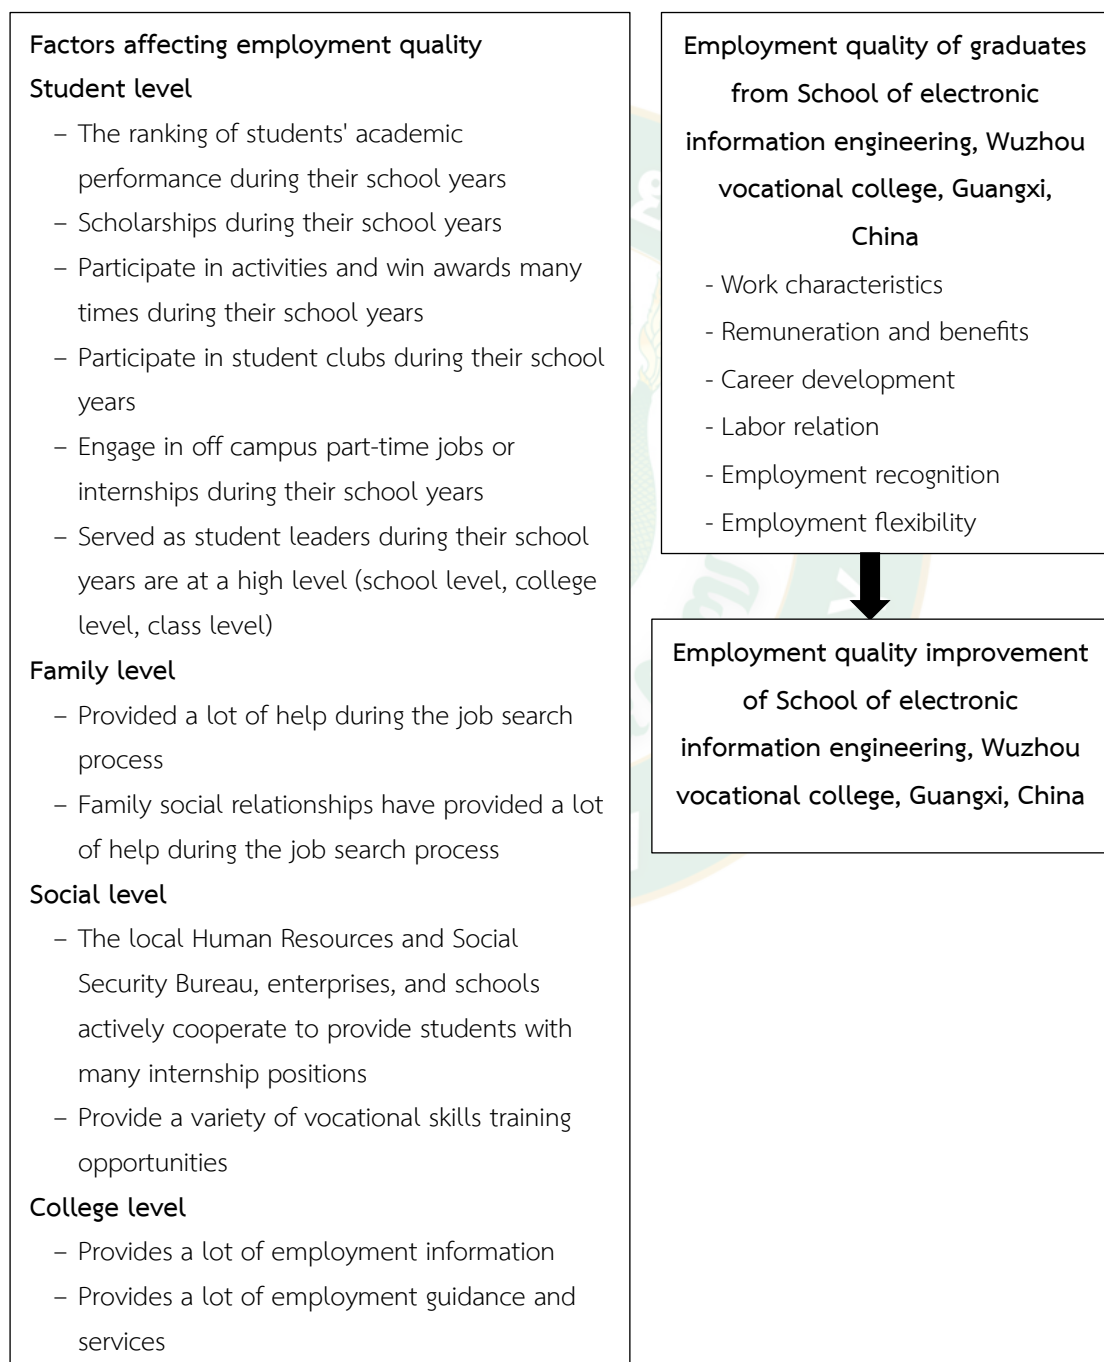 Factors affecting employment quality
Student level
– The ranking of students' academic
performance during their school years
– Scholarships during their school years
– Participate in activities and win awards many
times during their school years
– Participate in student clubs during their school
years
– Engage in off campus part-time jobs or
internships during their school years
– Served as student leaders during their school
years are at a high level (school level, college
level, class level)
Family level
– Provided a lot of help during the job search
process
– Family social relationships have provided a lot
of help during the job search process
Social level
– The local Human Resources and Social
Security Bureau, enterprises, and schools
actively cooperate to provide students with
many internship positions
– Provide a variety of vocational skills training
opportunities
College level
– Provides a lot of employment information
– Provides a lot of employment guidance and
services
Employment quality of graduates
from School of electronic
information engineering, Wuzhou
vocational college, Guangxi,
China
- Work characteristics
- Remuneration and benefits
- Career development
- Labor relation
- Employment recognition
- Employment flexibility
Employment quality improvement
of School of electronic
information engineering, Wuzhou
vocational college, Guangxi, China